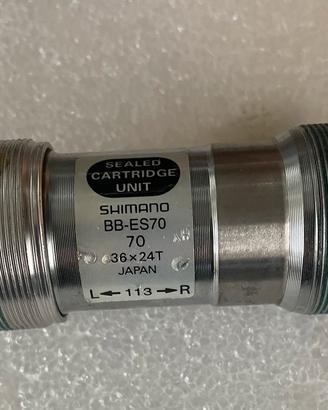 SEALED
CARTRIDGE
UNIT
SHIMANO
BB-ES70
70
36×24T
JAPAN
L←113→R